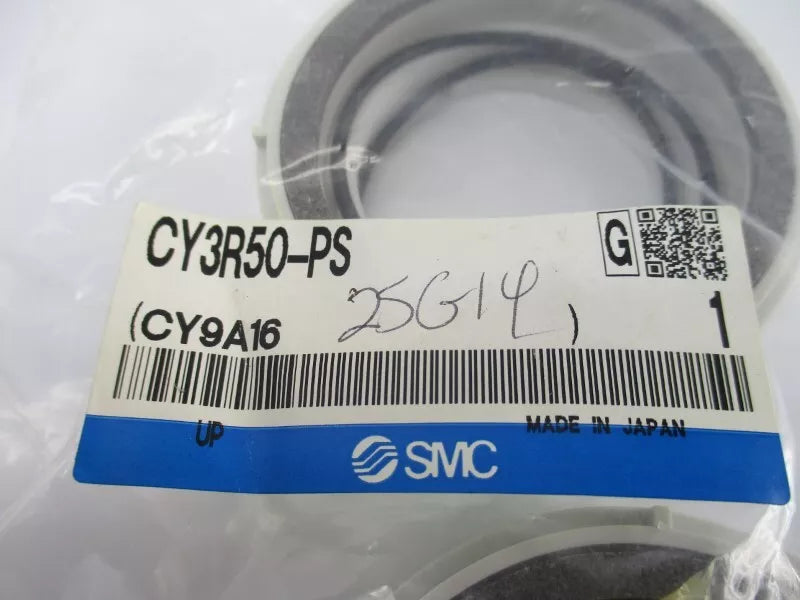 CY3R50-PS G
25G14
(CY9A16 ) 1
UP MADE IN JAPAN
SMC